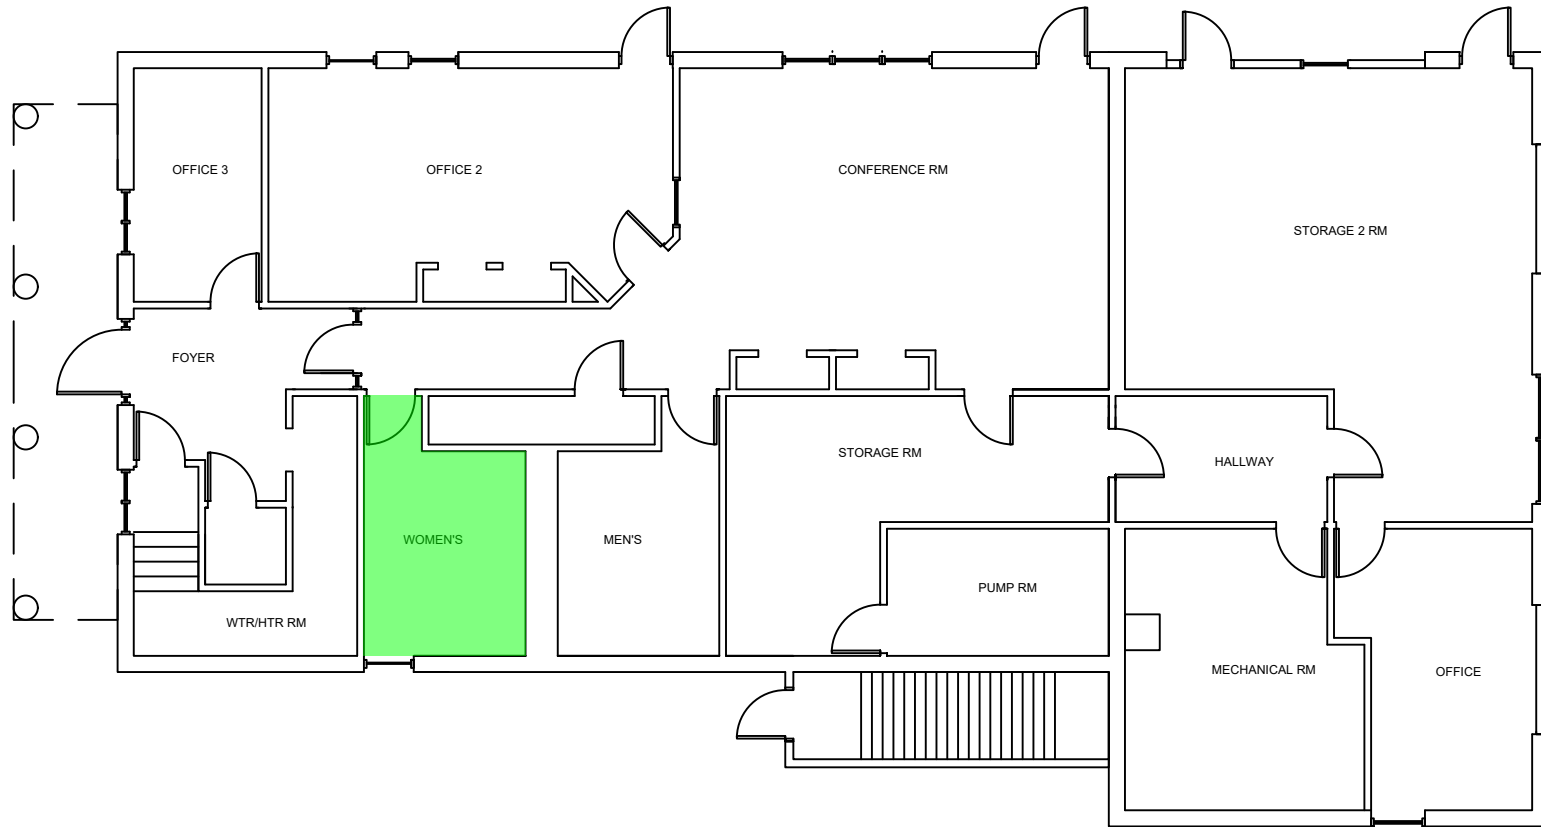 OFFICE 3
OFFICE 2
CONFERENCE RM
STORAGE 2 RM
FOYER
STORAGE RM
HALLWAY
WOMEN'S
MEN'S
PUMP RM
WTR/HTR RM
MECHANICAL RM
OFFICE